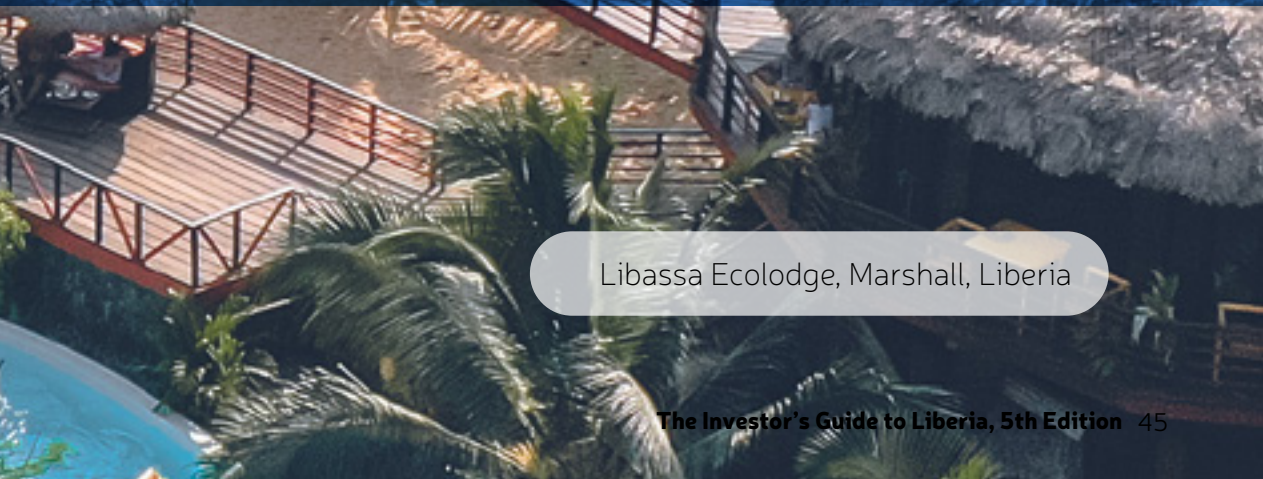 Libassa Ecolodge, Marshall, Liberia
The Investor's Guide to Liberia, 5th Edition 45